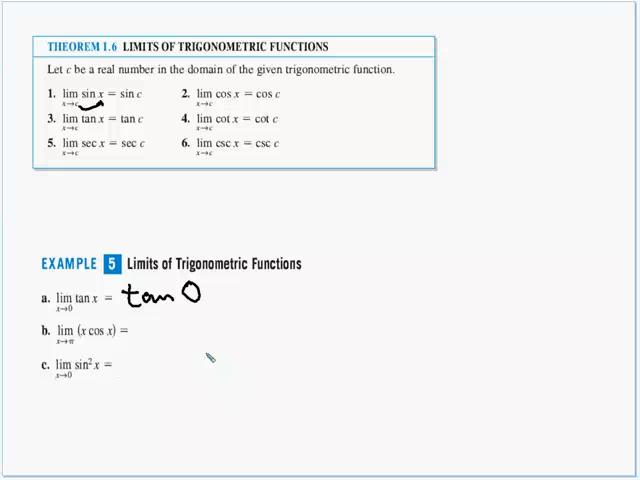 THEOREM 1.6 LIMITS OF TRIGONOMETRIC FUNCTIONS
Let c be a real number in the domain of the given trigonometric function.
1. lim x→c sin x = sin c 2. lim x→c cos x = cos c
3. lim x→c tan x = tan c 4. lim x→c cot x = cot c
5. lim x→c sec x = sec c 6. lim x→c csc x = csc c
EXAMPLE 5 Limits of Trigonometric Functions
a. lim x→0 tan x = tan 0
b. lim x→π (x cos x) =
c. lim x→0 sin² x =